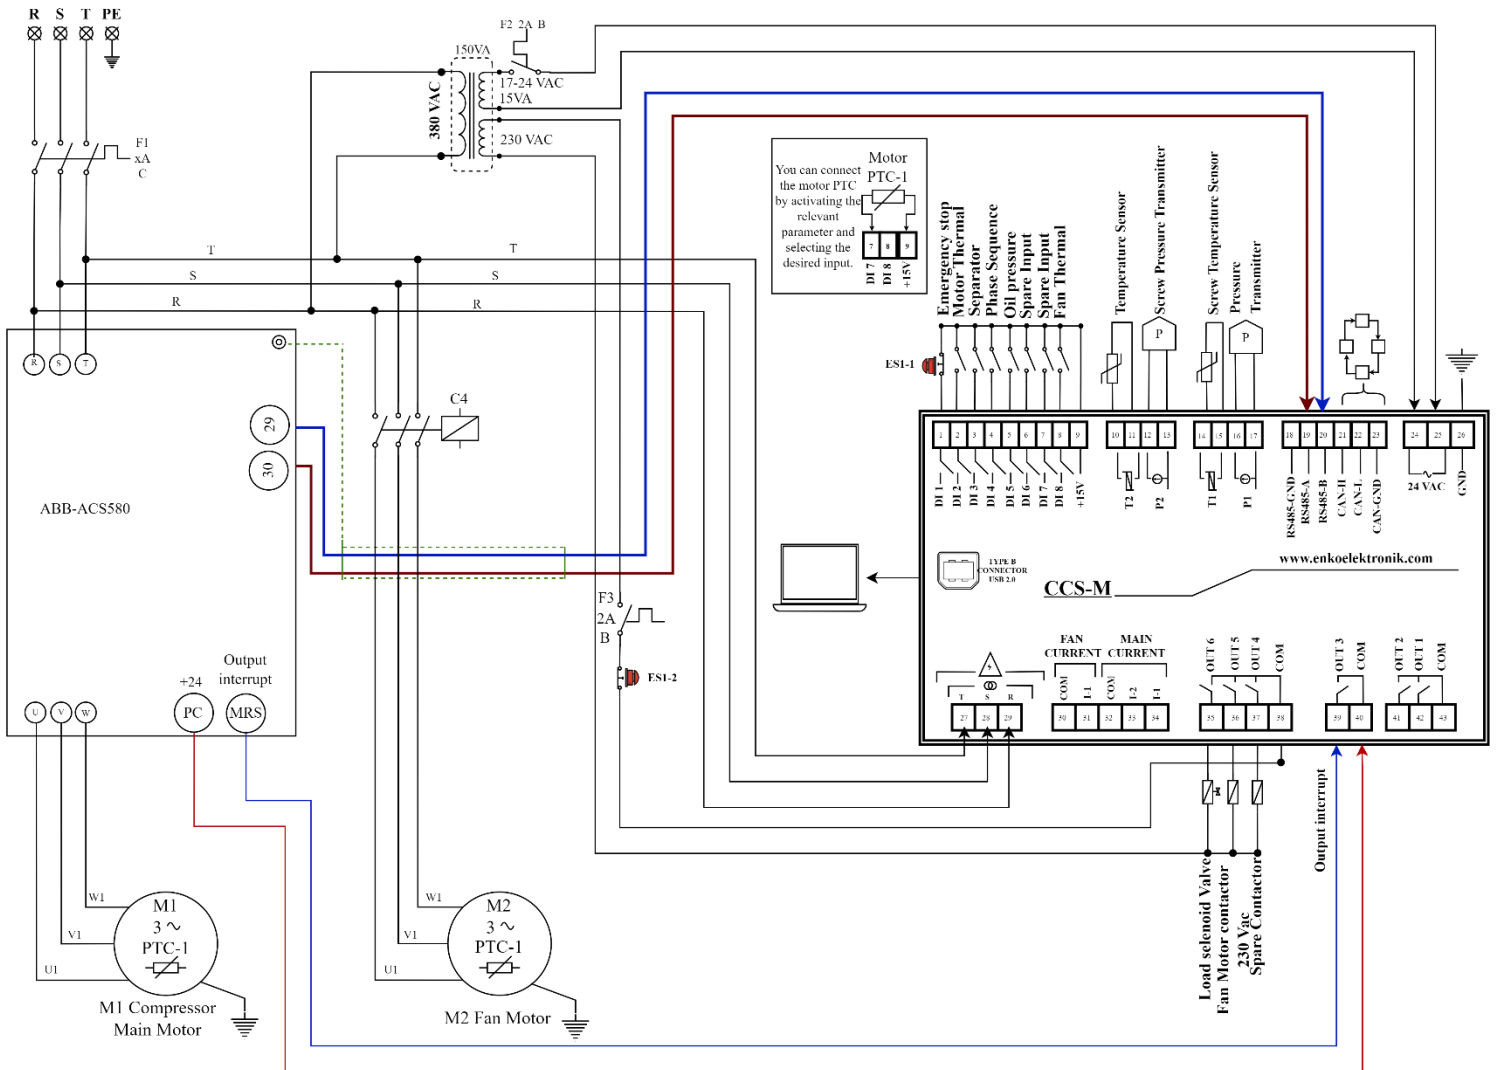 R S T PE
F1
xA
C
150VA
380 VAC
F2 2A B
17-24 VAC
15VA
230 VAC
You can connect
the motor PTC
by activating the
relevant
parameter and
selecting the
desired input.
Motor
PTC-1
7 8 9
DI 7
DI 8
+15V
T T
S S
R R
R S T
29
30
ABB-ACS580
C4
Output
interrupt
+24
PC
MRS
U V W
W1
V1
U1
M1
3 ~
PTC-1
M1 Compressor
Main Motor
W1
V1
U1
M2
3 ~
PTC-1
M2 Fan Motor
F3
2A
B
ES1-2
ES1-1
Emergency stop
Motor Thermal
Separator
Phase Sequence
Oil pressure
Spare Input
Spare Input
Fan Thermal
Temperature Sensor
Screw Pressure Transmitter
Screw Temperature Sensor
Pressure
Transmitter
P
P
1 2 3 4 5 6 7 8 9
10 11 12 13
14 15 16 17
18 19 20 21 22 23
24 25 26
DI 1
DI 2
DI 3
DI 4
DI 5
DI 6
DI 7
DI 8
+15V
T2
P2
T1
P1
RS485-GND
RS485-A
RS485-B
CAN-H
CAN-L
CAN-GND
24 VAC
GND
TYPE B
CONNECTOR
USB 2.0
CCS-M
www.enkoelektronik.com
T S R
27 28 29
FAN
CURRENT
MAIN
CURRENT
COM
I-1
COM
I-2
I-1
30 31 32 33 34
OUT 6
OUT 5
OUT 4
COM
35 36 37 38
OUT 3
COM
39 40
OUT 2
OUT 1
COM
41 42 43
Load selenoid Valve
Fan Motor contactor
230 Vac
Spare Contactor
Output interrupt